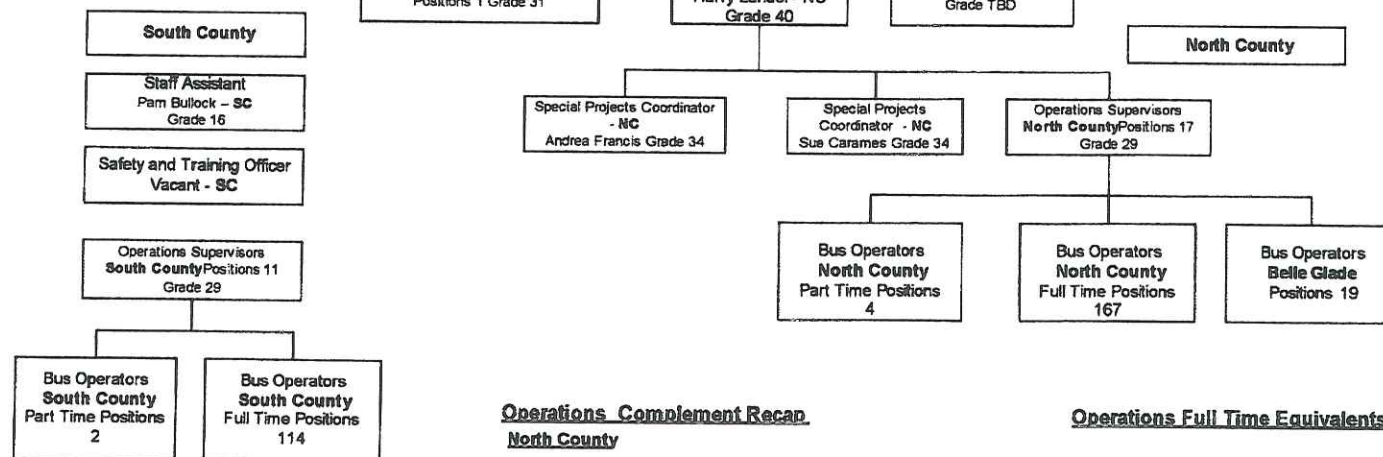 Positions 1 Grade 31
Grade 40
Grade TBD
South County
North County
Staff Assistant
Pam Bullock – SC
Grade 16
Special Projects Coordinator
- NC
Andrea Francis Grade 34
Special Projects
Coordinator - NC
Sue Carames Grade 34
Operations Supervisors
North CountyPositions 17
Grade 29
Safety and Training Officer
Vacant - SC
Operations Supervisors
South CountyPositions 11
Grade 29
Bus Operators
North County
Part Time Positions
4
Bus Operators
North County
Full Time Positions
167
Bus Operators
Belle Glade
Positions 19
Bus Operators
South County
Part Time Positions
2
Bus Operators
South County
Full Time Positions
114
Operations Complement Recap
North County
Operations Full Time Equivalents